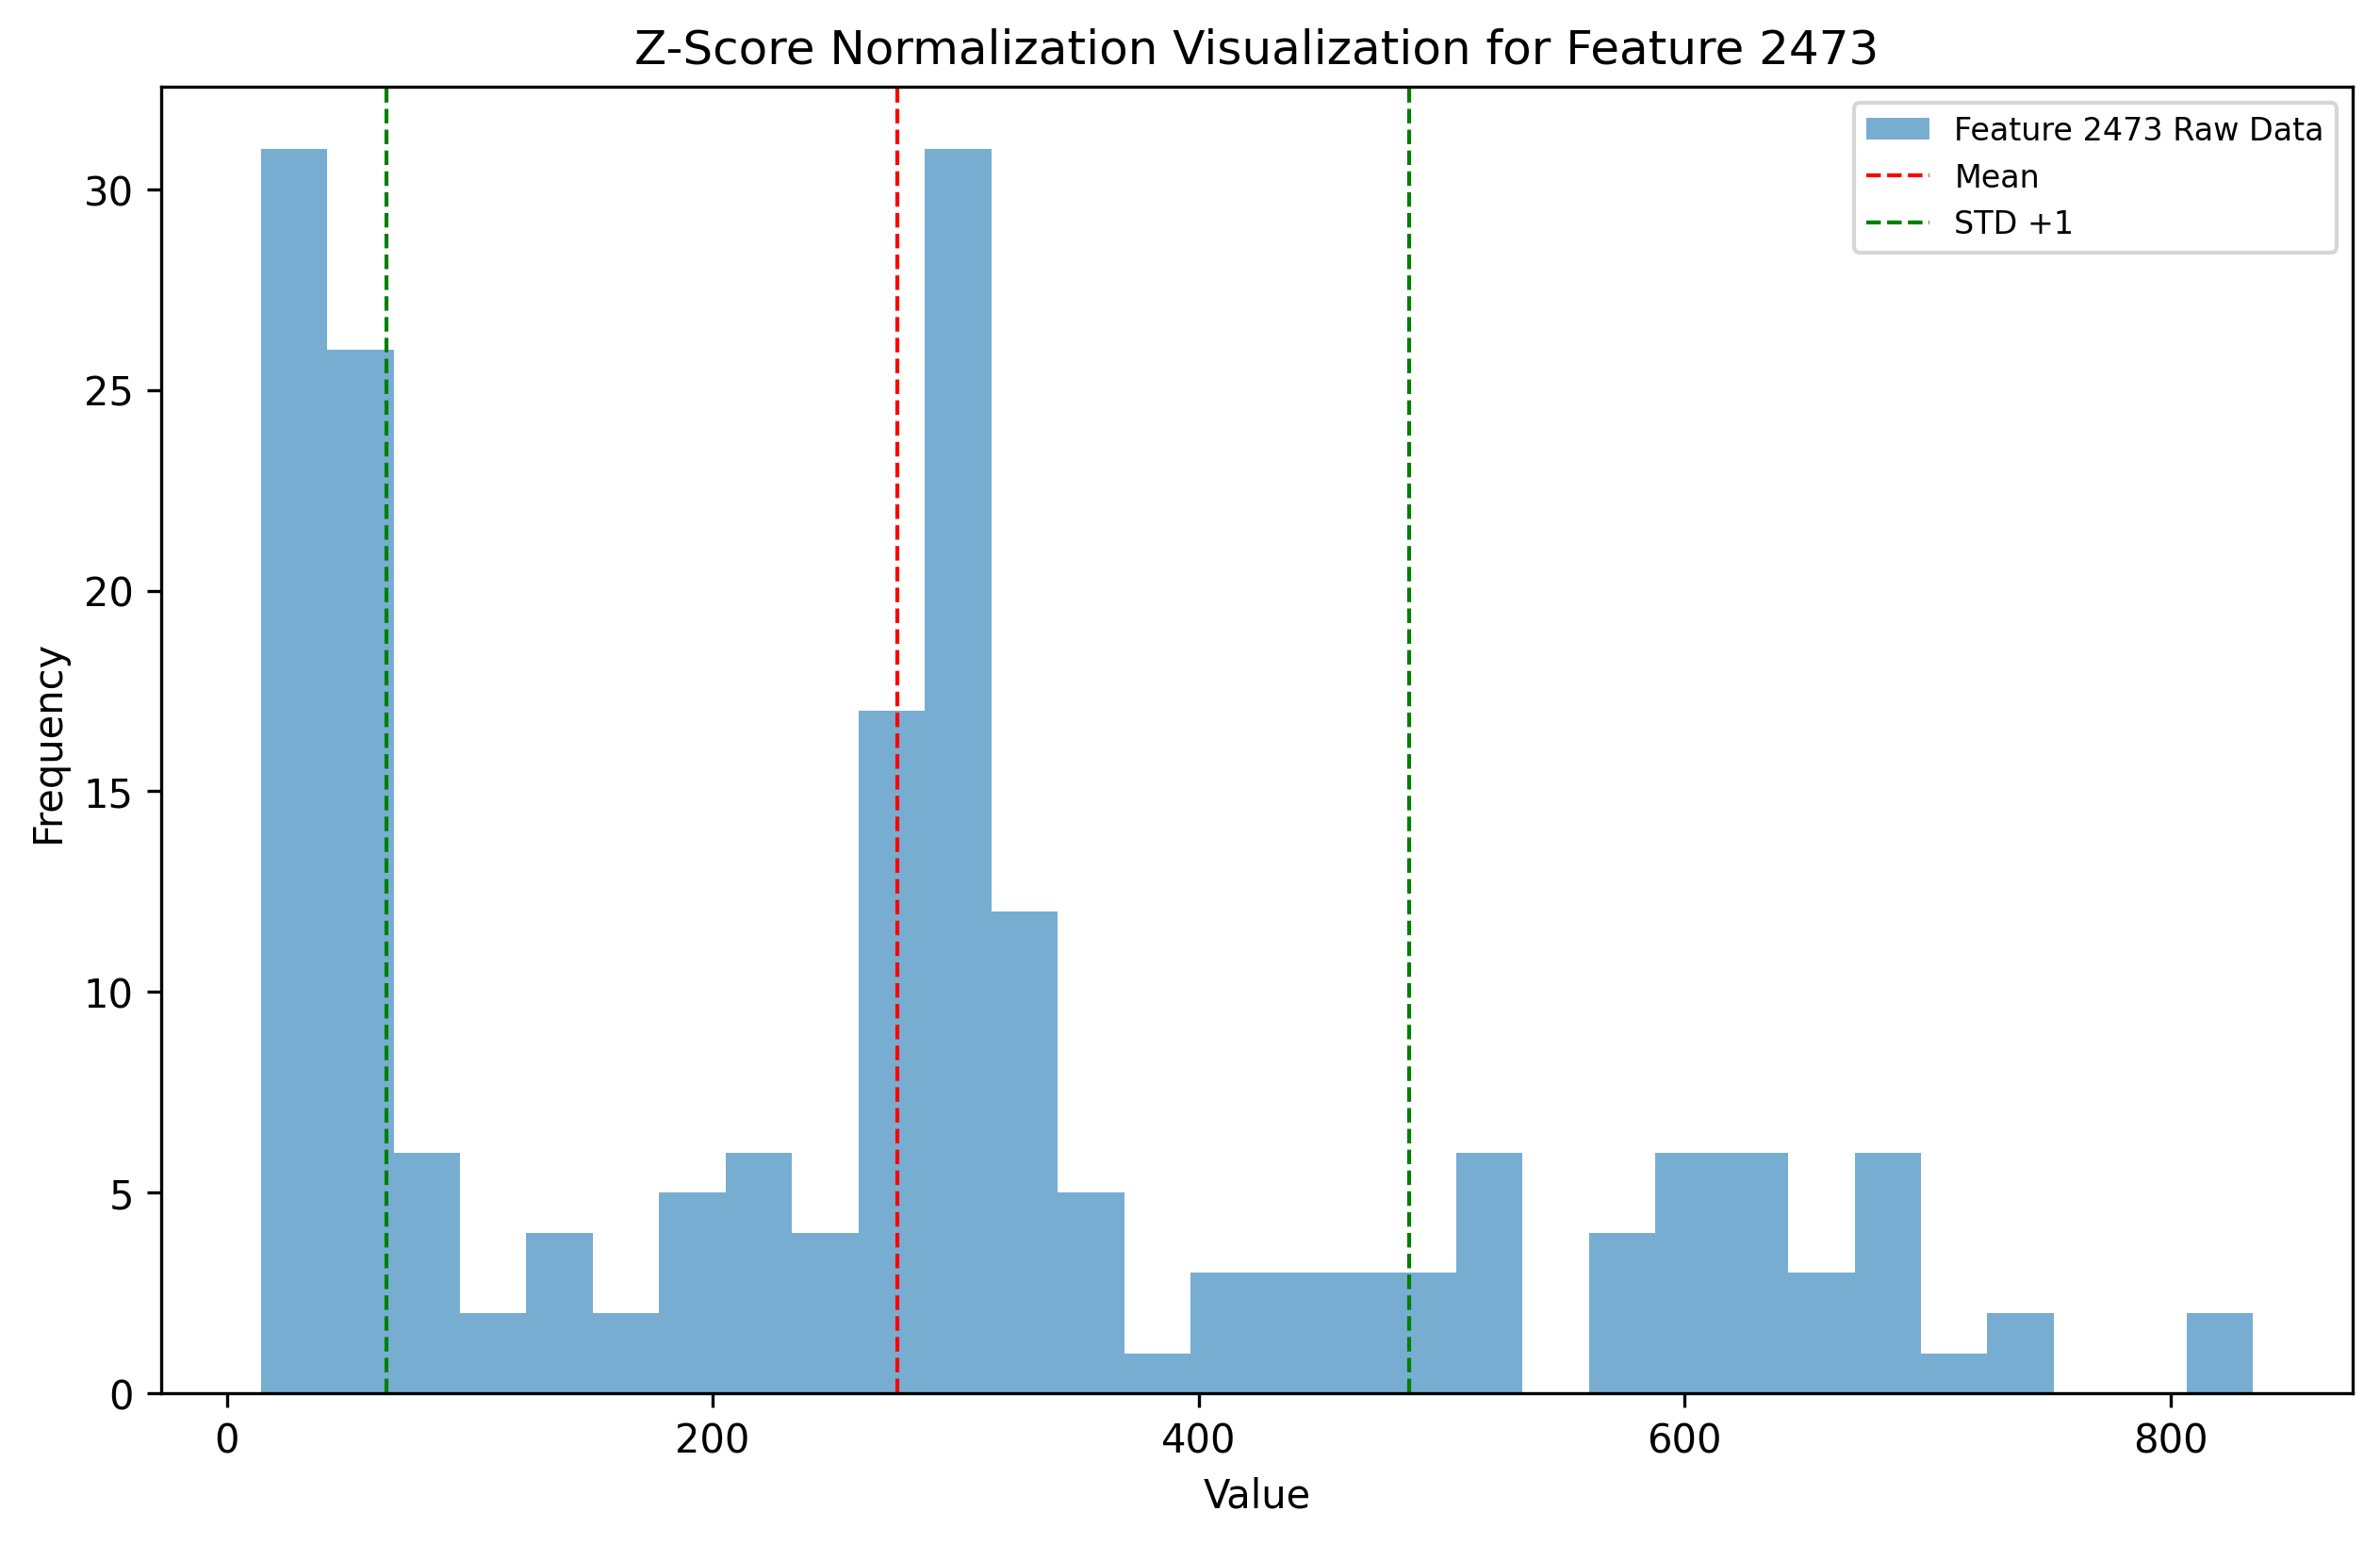 Z-Score Normalization Visualization for Feature 2473
Feature 2473 Raw Data
Mean
STD +1
Frequency
30
25
20
15
10
5
0
0 200 400 600 800
Value